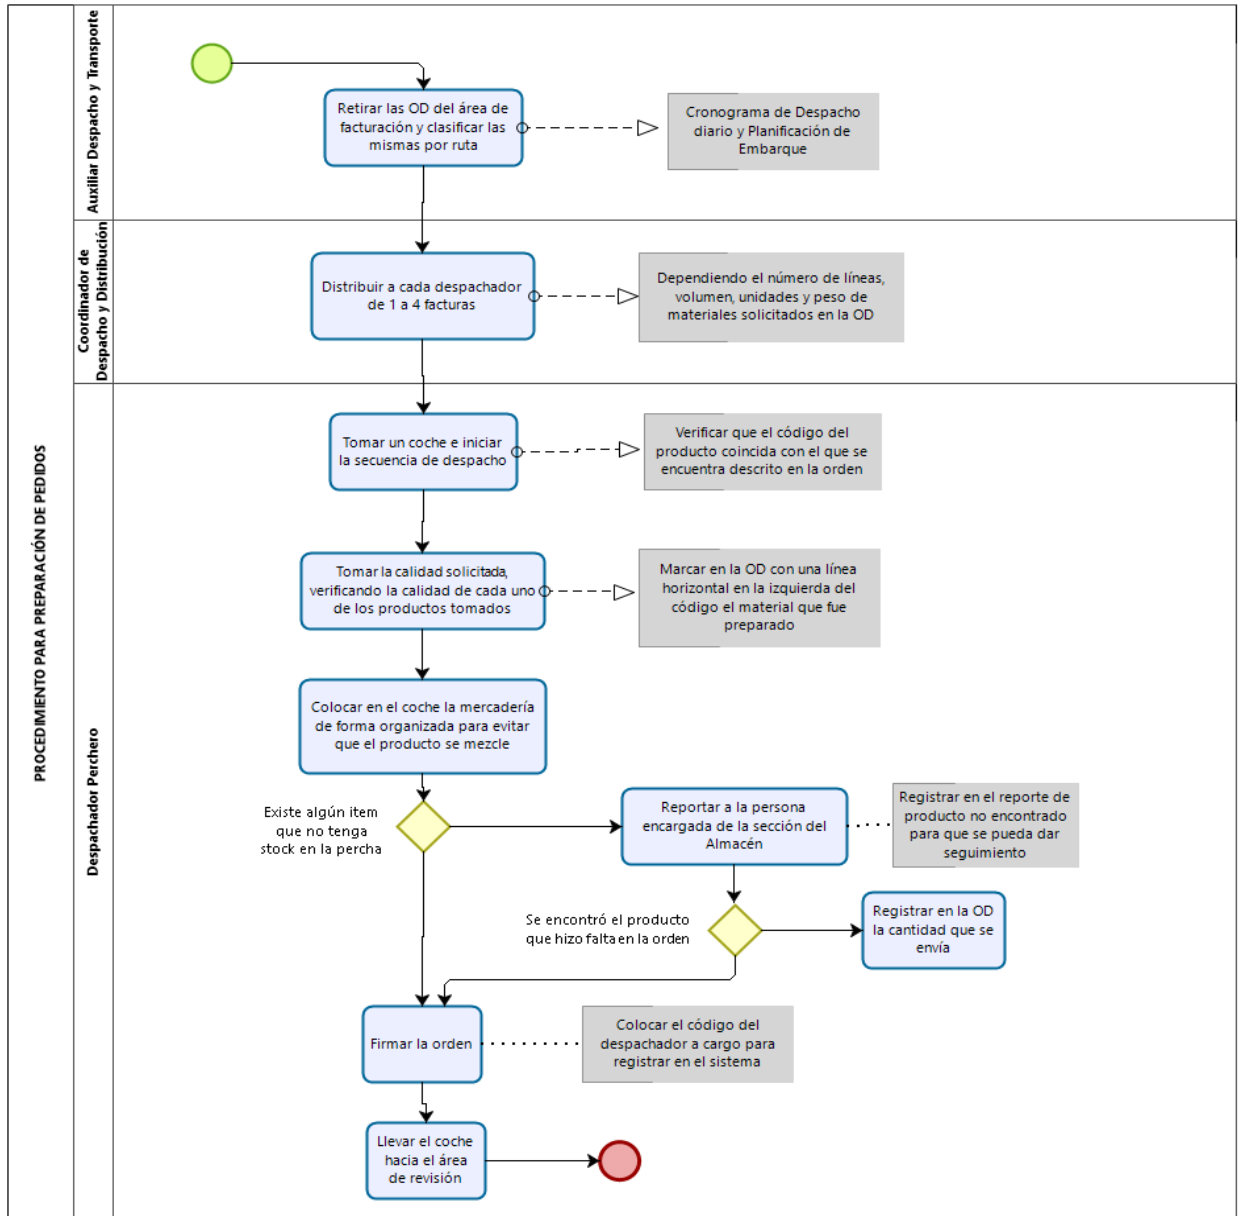 PROCEDIMIENTO PARA PREPARACIÓN DE PEDIDOS
Auxiliar Despacho y Transporte
Retirar las OD del área de
facturación y clasificar las
mismas por ruta
Cronograma de Despacho
diario y Planificación de
Embarque
Coordinador de
Despacho y Distribución
Distribuir a cada despachador
de 1 a 4 facturas
Dependiendo el número de líneas,
volumen, unidades y peso de
materiales solicitados en la OD
Despachador Perchero
Tomar un coche e iniciar
la secuencia de despacho
Verificar que el código del
producto coincida con el que se
encuentra descrito en la orden
Tomar la calidad solicitada,
verificando la calidad de cada uno
de los productos tomados
Marcar en la OD con una línea
horizontal en la izquierda del
código el material que fue
preparado
Colocar en el coche la mercadería
de forma organizada para evitar
que el producto se mezcle
Existe algún item
que no tenga
stock en la percha
Reportar a la persona
encargada de la sección del
Almacén
Registrar en el reporte de
producto no encontrado
para que se pueda dar
seguimiento
Se encontró el producto
que hizo falta en la orden
Registrar en la OD
la cantidad que se
envía
Firmar la orden
Colocar el código del
despachador a cargo para
registrar en el sistema
Llevar el coche
hacia el área
de revisión